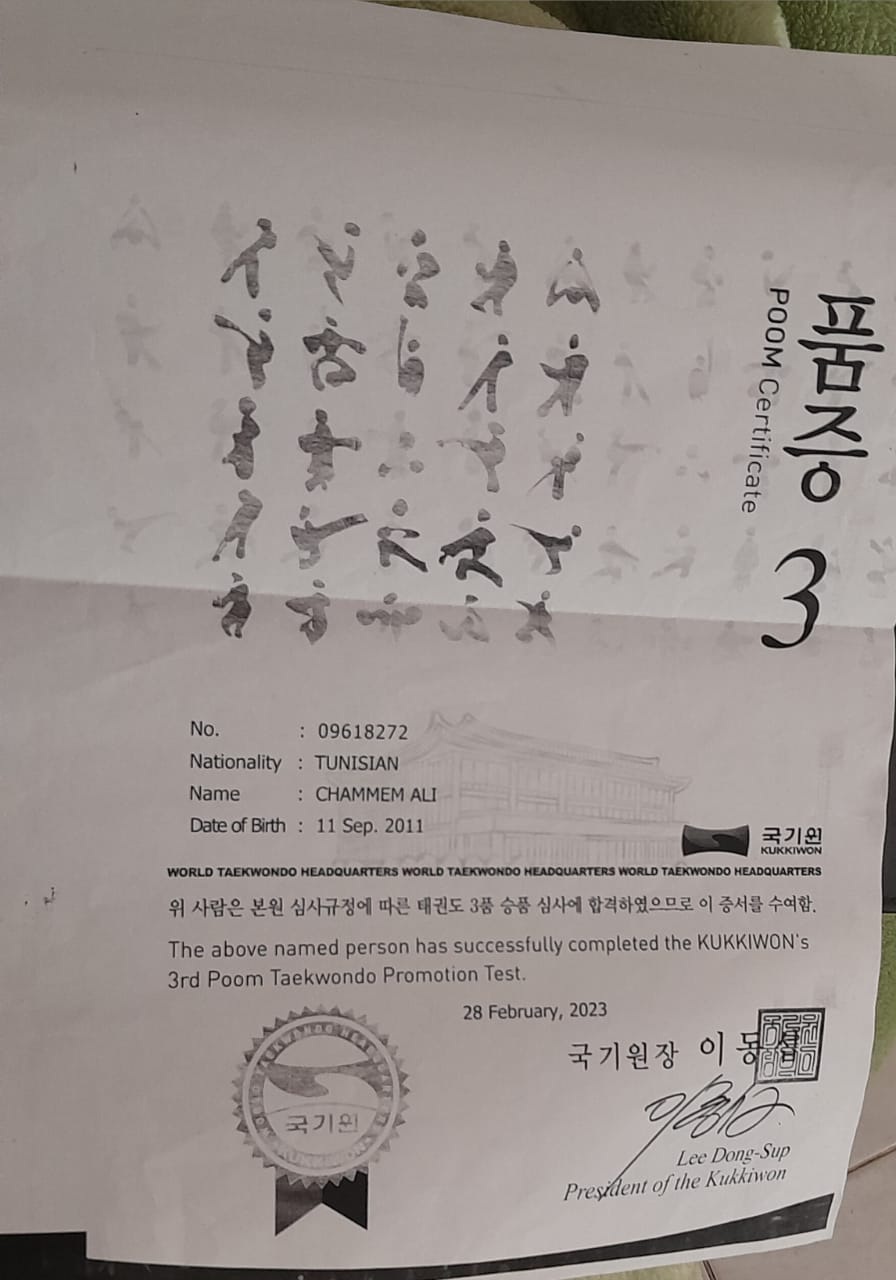 품증
POOM Certificate
3
No. : 09618272
Nationality : TUNISIAN
Name : CHAMMEM ALI
Date of Birth : 11 Sep. 2011
국기원
KUKKIWON
WORLD TAEKWONDO HEADQUARTERS WORLD TAEKWONDO HEADQUARTERS WORLD TAEKWONDO HEADQUARTERS
위 사람은 본원 심사규정에 따른 태권도 3품 승품 심사에 합격하였으므로 이 증서를 수여함.
The above named person has successfully completed the KUKKIWON's
3rd Poom Taekwondo Promotion Test.
28 February, 2023
국기원장 이동
Lee Dong-Sup
President of the Kukkiwon
국기원
KUKKIWON